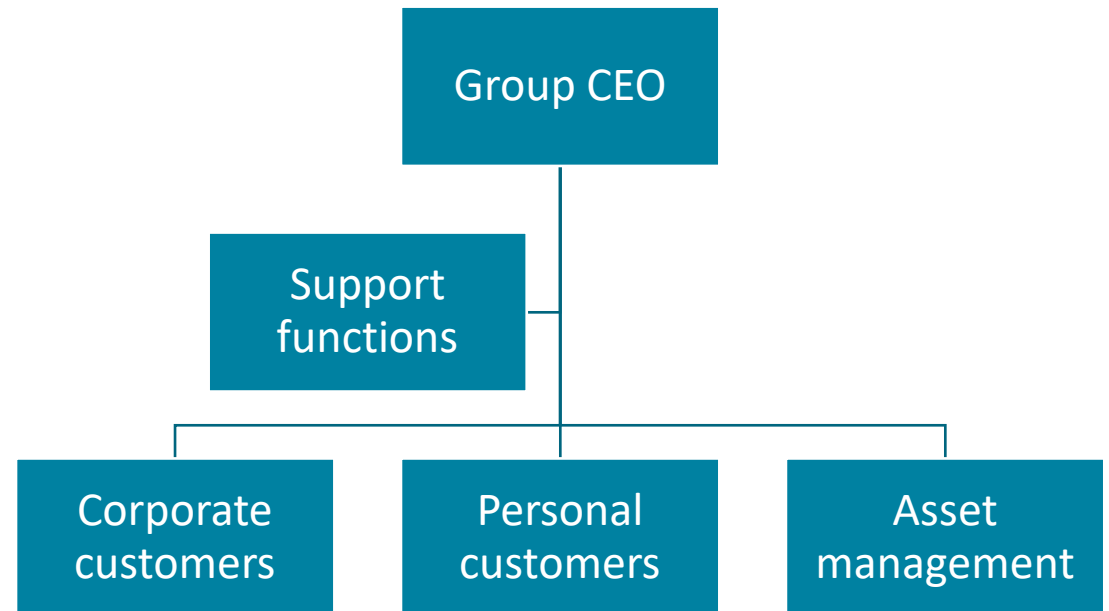 Group CEO
Support
functions
Corporate
customers
Personal
customers
Asset
management